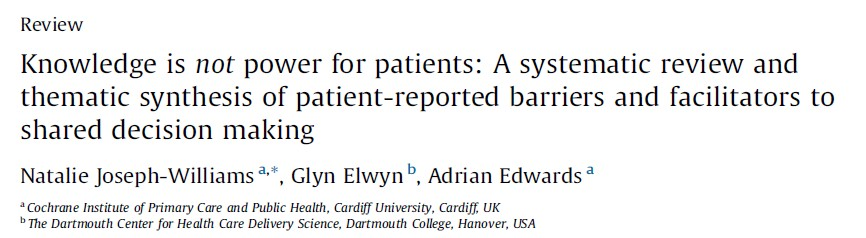 Review
Knowledge is not power for patients: A systematic review and
thematic synthesis of patient-reported barriers and facilitators to
shared decision making
Natalie Joseph-Williams a,*, Glyn Elwyn b, Adrian Edwards a
a Cochrane Institute of Primary Care and Public Health, Cardiff University, Cardiff, UK
b The Dartmouth Center for Health Care Delivery Science, Dartmouth College, Hanover, USA